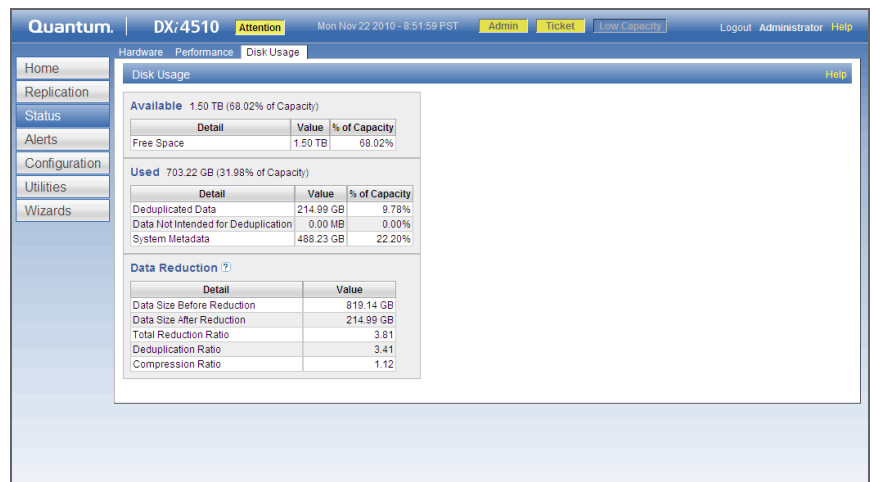 Quantum. DXi4510 Attention Mon Nov 22 2010 - 8:51:59 PST Admin Ticket Low Capacity Logout Administrator Help
Hardware Performance Disk Usage
Home
Replication
Status
Alerts
Configuration
Utilities
Wizards
Disk Usage Help
Available 1.50 TB (68.02% of Capacity)
Detail Value % of Capacity
Free Space 1.50 TB 68.02%
Used 703.22 GB (31.98% of Capacity)
Detail Value % of Capacity
Deduplicated Data 214.99 GB 9.78%
Data Not Intended for Deduplication 0.00 MB 0.00%
System Metadata 488.23 GB 22.20%
Data Reduction ?
Detail Value
Data Size Before Reduction 819.14 GB
Data Size After Reduction 214.99 GB
Total Reduction Ratio 3.81
Deduplication Ratio 3.41
Compression Ratio 1.12